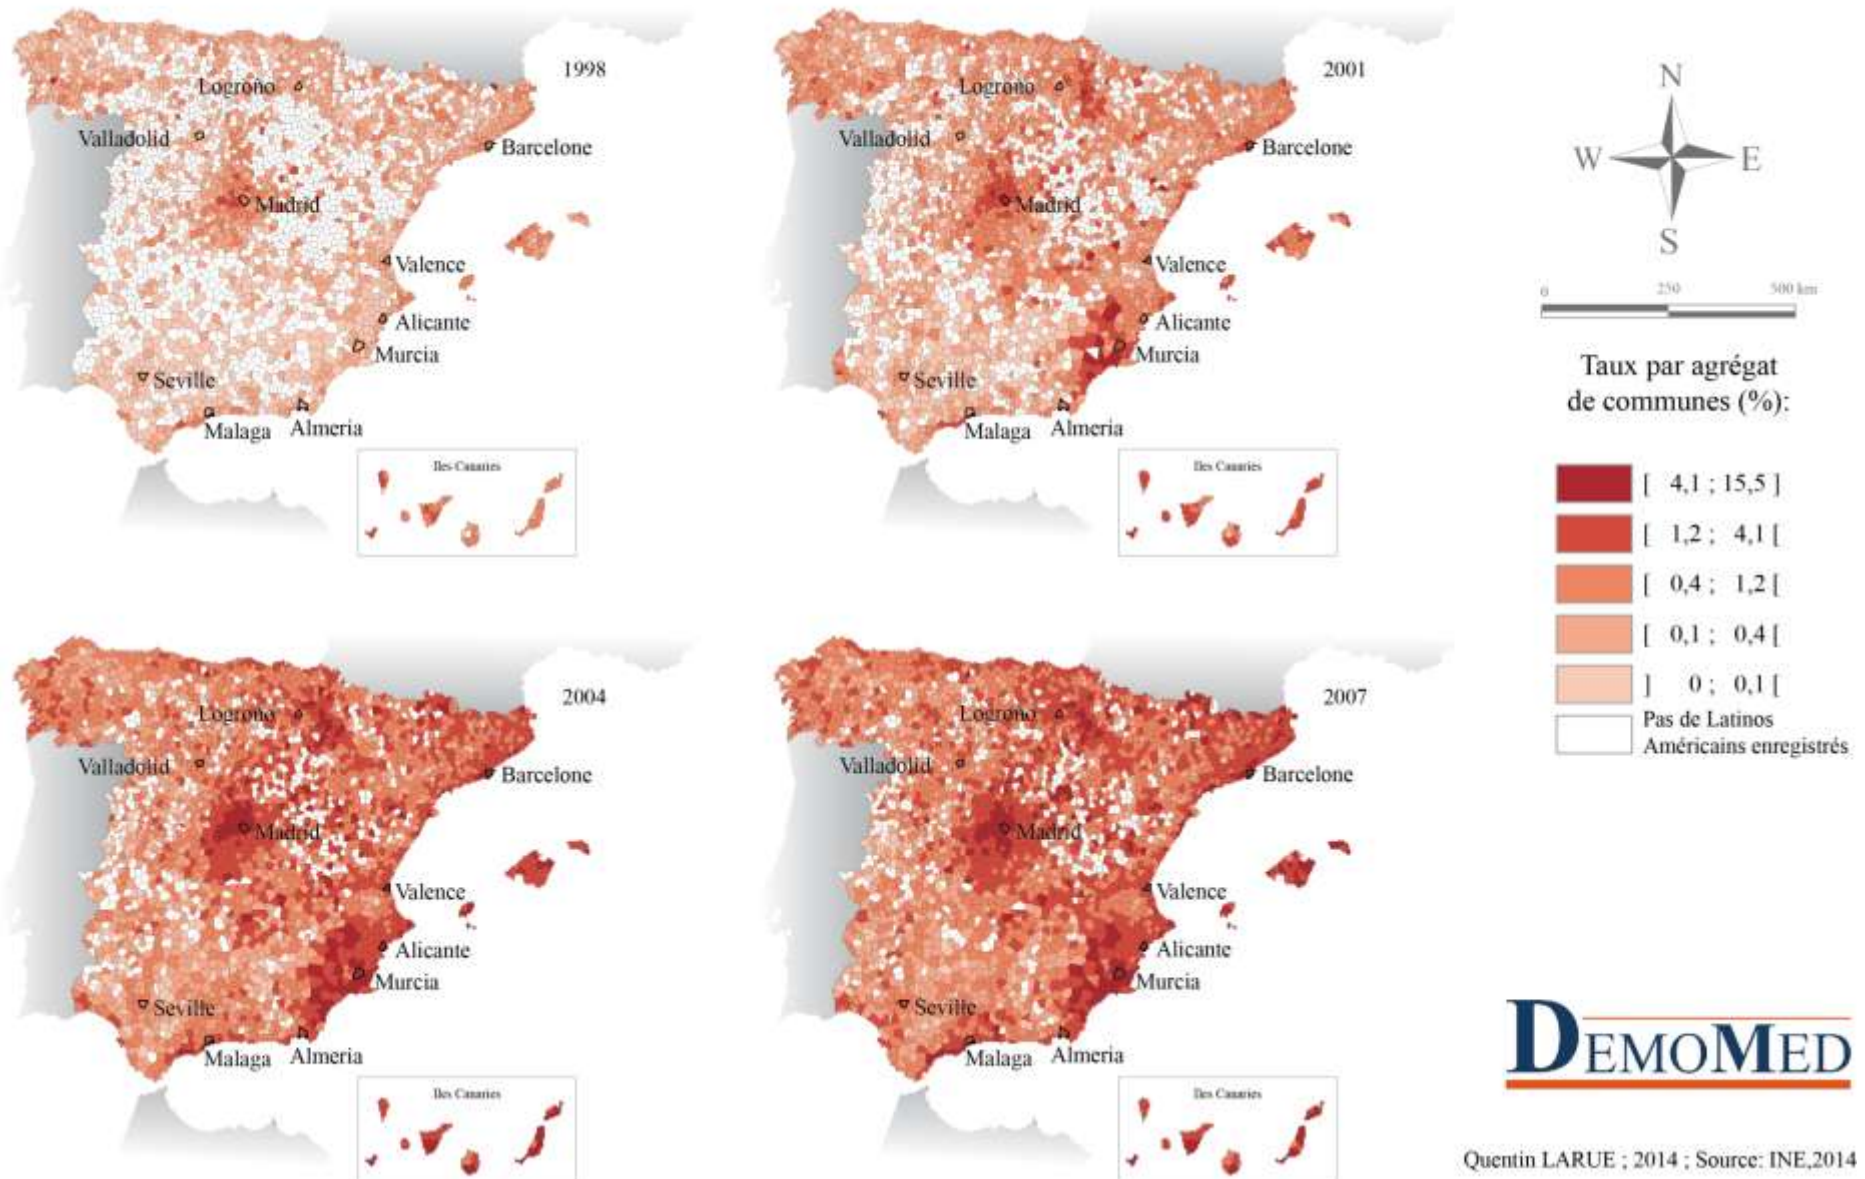 1998
Logroño
Valladolid
Barcelone
Madrid
Valence
Alicante
Murcia
Seville
Malaga
Almeria
Iles Canaries
2001
Logroño
Valladolid
Barcelone
Madrid
Valence
Alicante
Murcia
Seville
Malaga
Almeria
Iles Canaries
2004
Logroño
Valladolid
Barcelone
Madrid
Valence
Alicante
Murcia
Seville
Malaga
Almeria
Iles Canaries
2007
Logroño
Valladolid
Barcelone
Madrid
Valence
Alicante
Murcia
Seville
Malaga
Almeria
Iles Canaries
N
W E
S
0 250 500 km
Taux par agrégat
de communes (%):
[ 4,1 ; 15,5 ]
[ 1,2 ; 4,1 [
[ 0,4 ; 1,2 [
[ 0,1 ; 0,4 [
] 0 ; 0,1 [
Pas de Latinos
Américains enregistrés
DEMOMED
Quentin LARUE ; 2014 ; Source: INE,2014